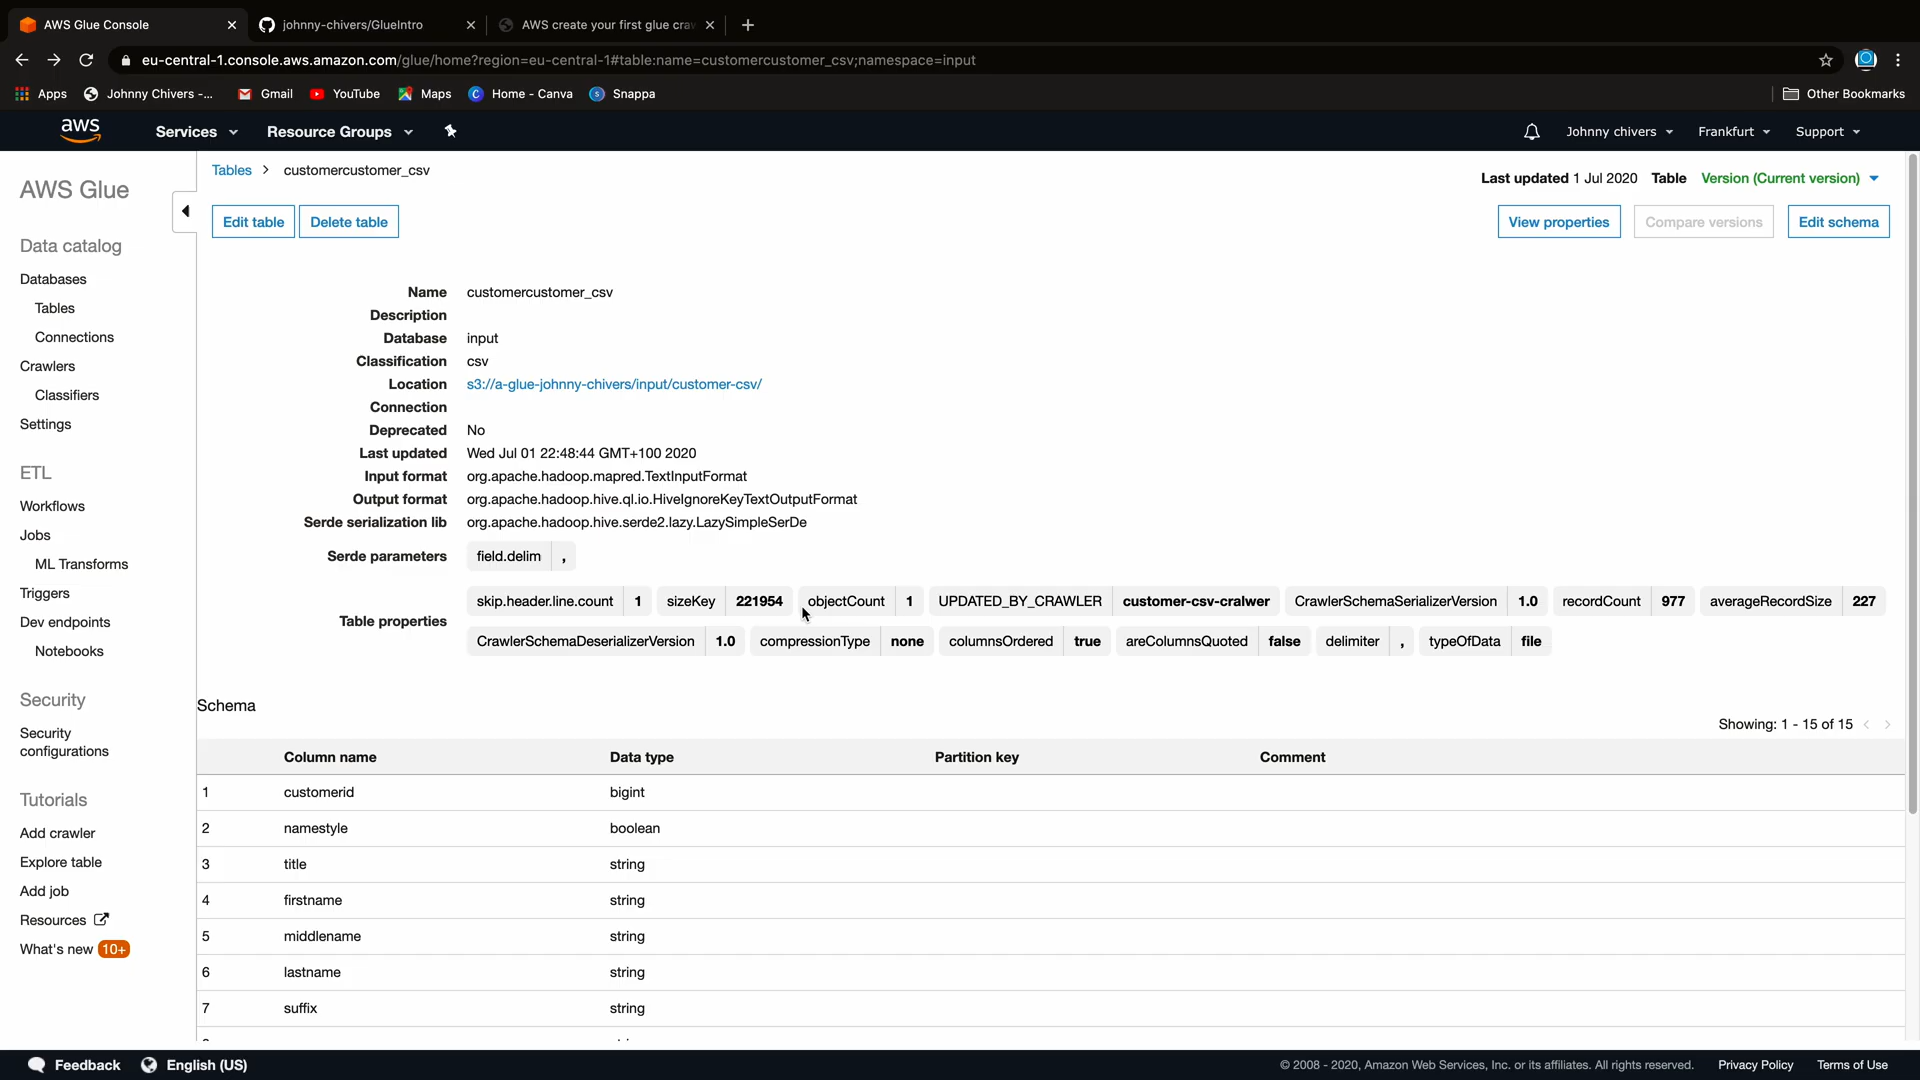 AWS Glue Console
johnny-chivers/GlueIntro
AWS create your first glue cra
eu-central-1.console.aws.amazon.com/glue/home?region=eu-central-1#table:name=customercustomer_csv;namespace=input
Apps
Johnny Chivers -...
Gmail
YouTube
Maps
Home - Canva
Snappa
Other Bookmarks
aws
Services
Resource Groups
Johnny chivers
Frankfurt
Support
AWS Glue
Data catalog
Databases
Tables
Connections
Crawlers
Classifiers
Settings
ETL
Workflows
Jobs
ML Transforms
Triggers
Dev endpoints
Notebooks
Security
Security
configurations
Tutorials
Add crawler
Explore table
Add job
Resources
What's new 10+
Tables > customercustomer_csv
Last updated 1 Jul 2020 Table Version (Current version)
Edit table Delete table
View properties Compare versions Edit schema
Name customercustomer_csv
Description
Database input
Classification csv
Location s3://a-glue-johnny-chivers/input/customer-csv/
Connection
Deprecated No
Last updated Wed Jul 01 22:48:44 GMT+100 2020
Input format org.apache.hadoop.mapred.TextInputFormat
Output format org.apache.hadoop.hive.ql.io.HiveIgnoreKeyTextOutputFormat
Serde serialization lib org.apache.hadoop.hive.serde2.lazy.LazySimpleSerDe
Serde parameters field.delim ,
Table properties
skip.header.line.count 1 sizeKey 221954 objectCount 1 UPDATED_BY_CRAWLER customer-csv-cralwer CrawlerSchemaSerializerVersion 1.0 recordCount 977 averageRecordSize 227
CrawlerSchemaDeserializerVersion 1.0 compressionType none columnsOrdered true areColumnsQuoted false delimiter , typeOfData file
Schema
Showing: 1 - 15 of 15 < >
Column name Data type Partition key Comment
1 customerid bigint
2 namestyle boolean
3 title string
4 firstname string
5 middlename string
6 lastname string
7 suffix string
Feedback
English (US)
© 2008 - 2020, Amazon Web Services, Inc. or its affiliates. All rights reserved.
Privacy Policy
Terms of Use